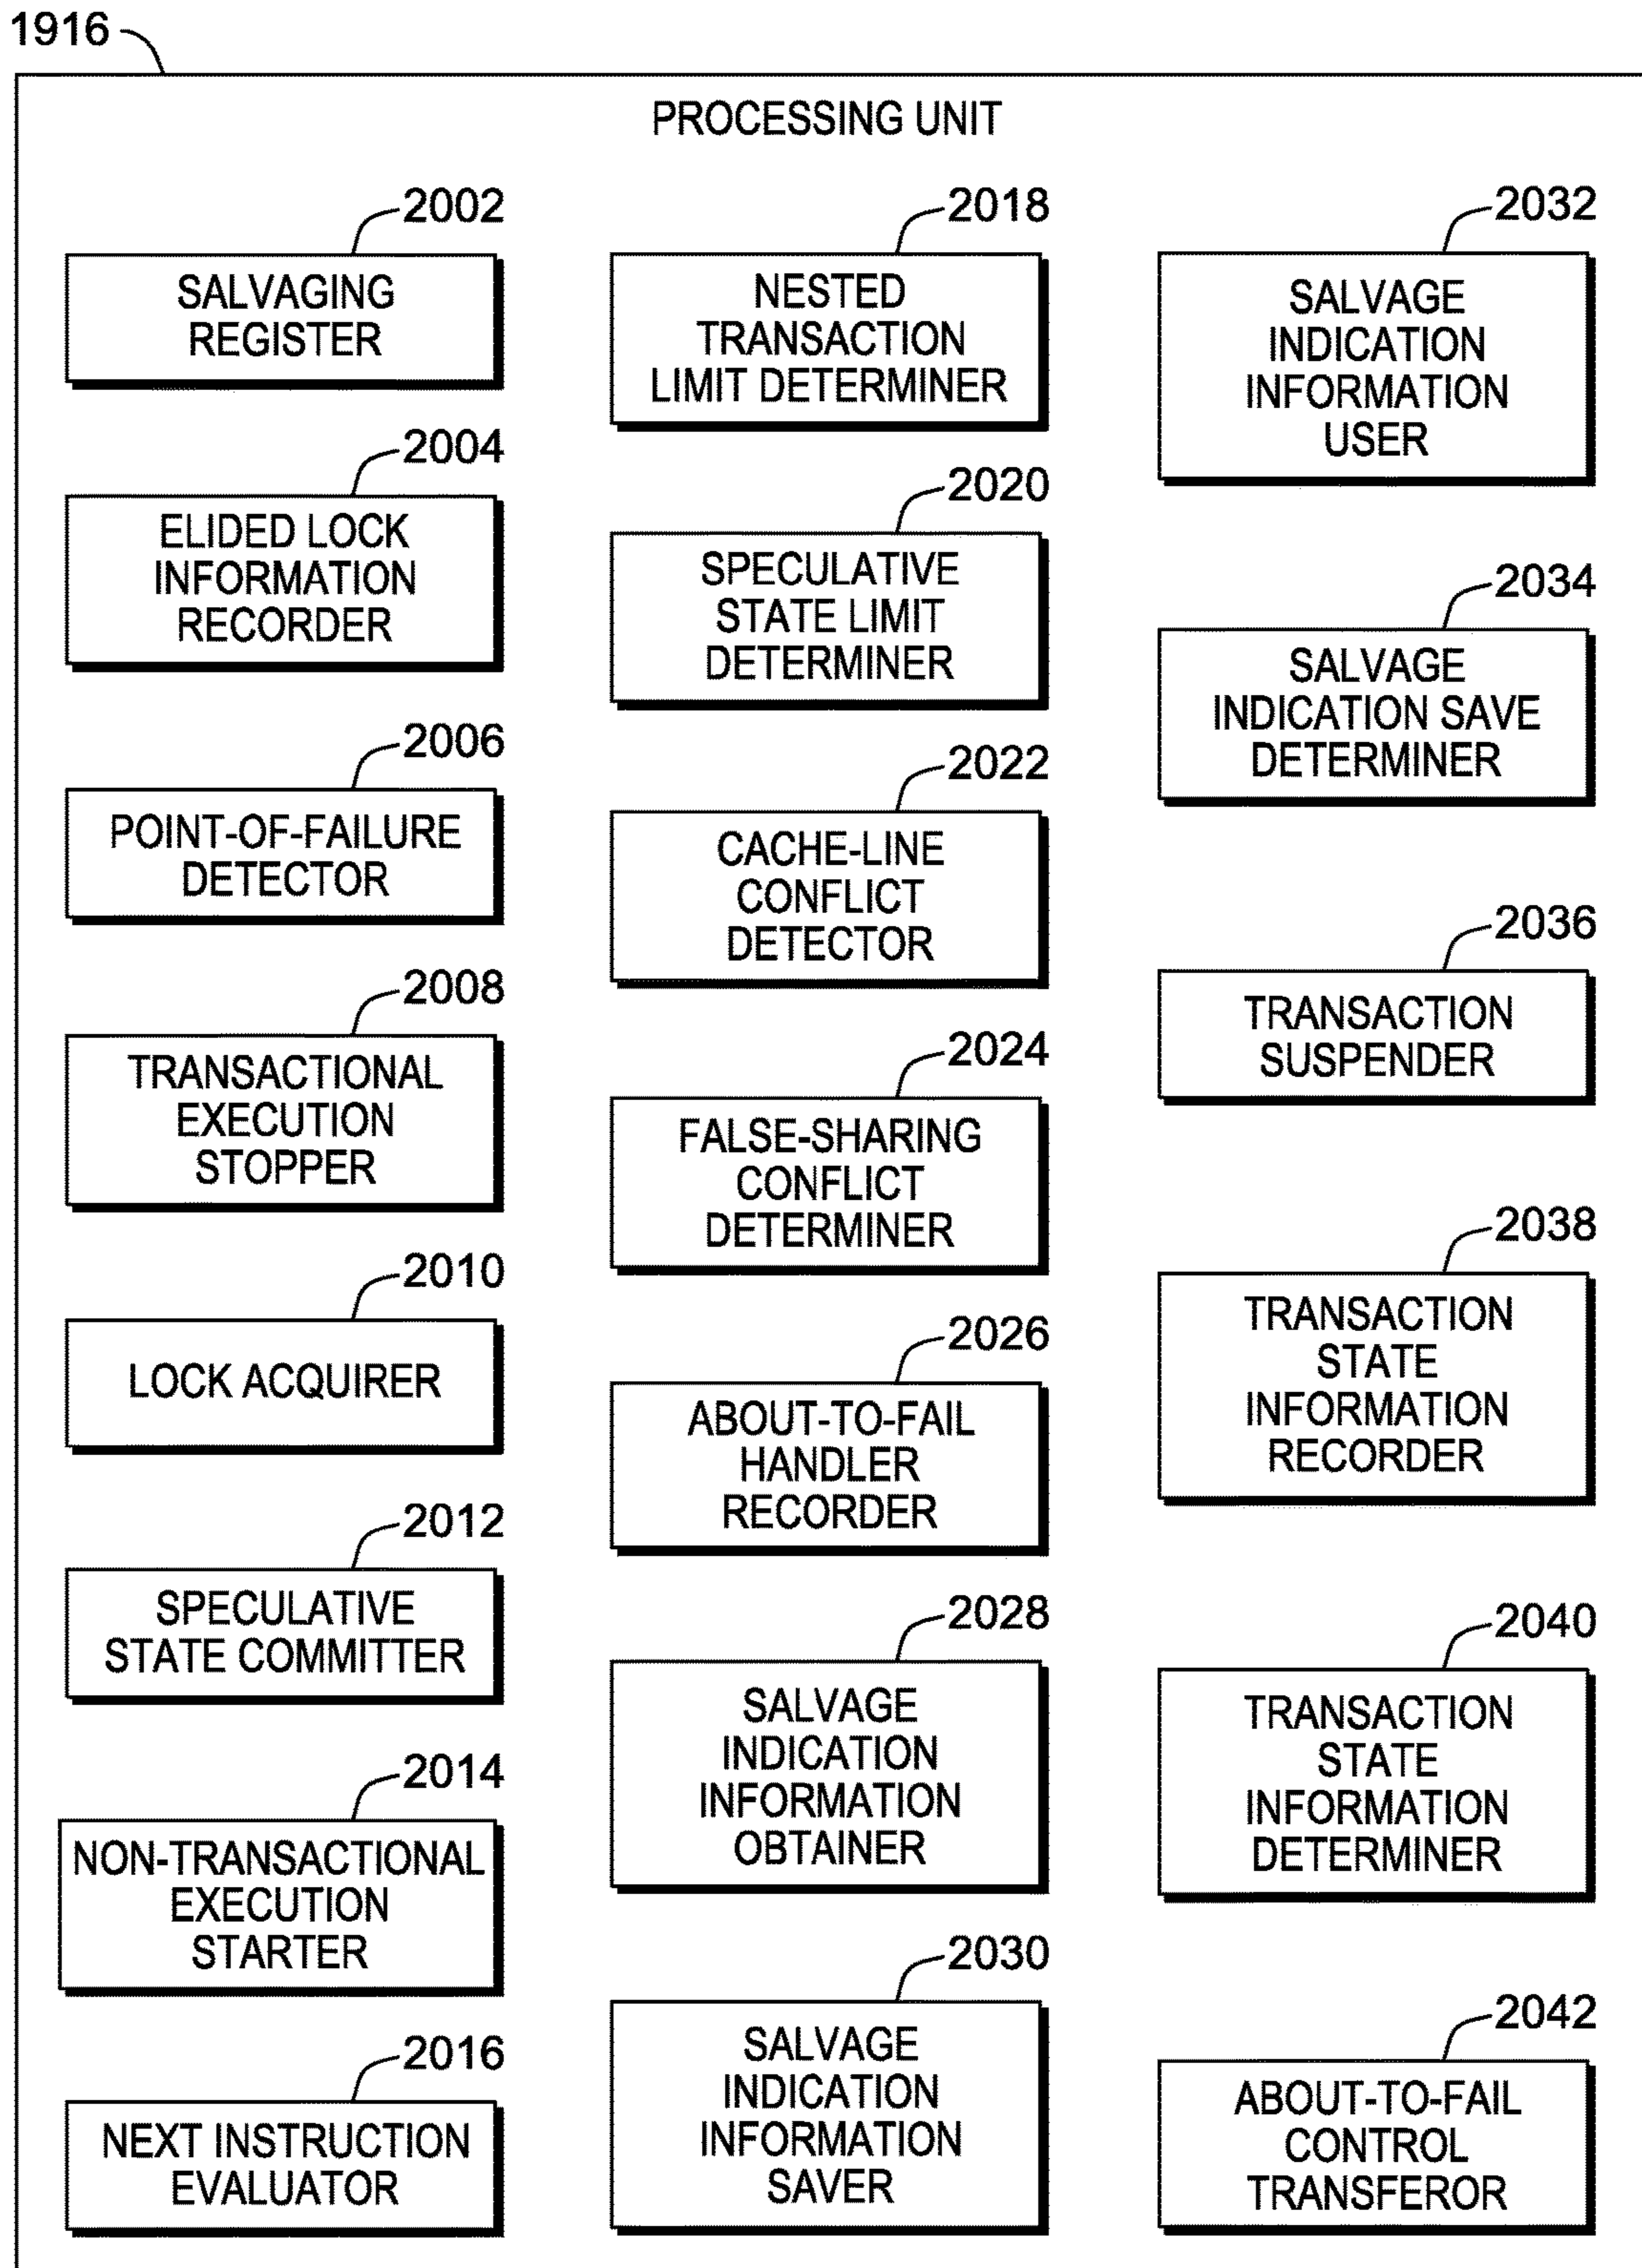 1916
PROCESSING UNIT
2002
SALVAGING
REGISTER
2004
ELIDED LOCK
INFORMATION
RECORDER
2006
POINT-OF-FAILURE
DETECTOR
2008
TRANSACTIONAL
EXECUTION
STOPPER
2010
LOCK ACQUIRER
2012
SPECULATIVE
STATE COMMITTER
2014
NON-TRANSACTIONAL
EXECUTION
STARTER
2016
NEXT INSTRUCTION
EVALUATOR
2018
NESTED
TRANSACTION
LIMIT DETERMINER
2020
SPECULATIVE
STATE LIMIT
DETERMINER
2022
CACHE-LINE
CONFLICT
DETECTOR
2024
FALSE-SHARING
CONFLICT
DETERMINER
2026
ABOUT-TO-FAIL
HANDLER
RECORDER
2028
SALVAGE
INDICATION
INFORMATION
OBTAINER
2030
SALVAGE
INDICATION
INFORMATION
SAVER
2032
SALVAGE
INDICATION
INFORMATION
USER
2034
SALVAGE
INDICATION SAVE
DETERMINER
2036
TRANSACTION
SUSPENDER
2038
TRANSACTION
STATE
INFORMATION
RECORDER
2040
TRANSACTION
STATE
INFORMATION
DETERMINER
2042
ABOUT-TO-FAIL
CONTROL
TRANSFEROR